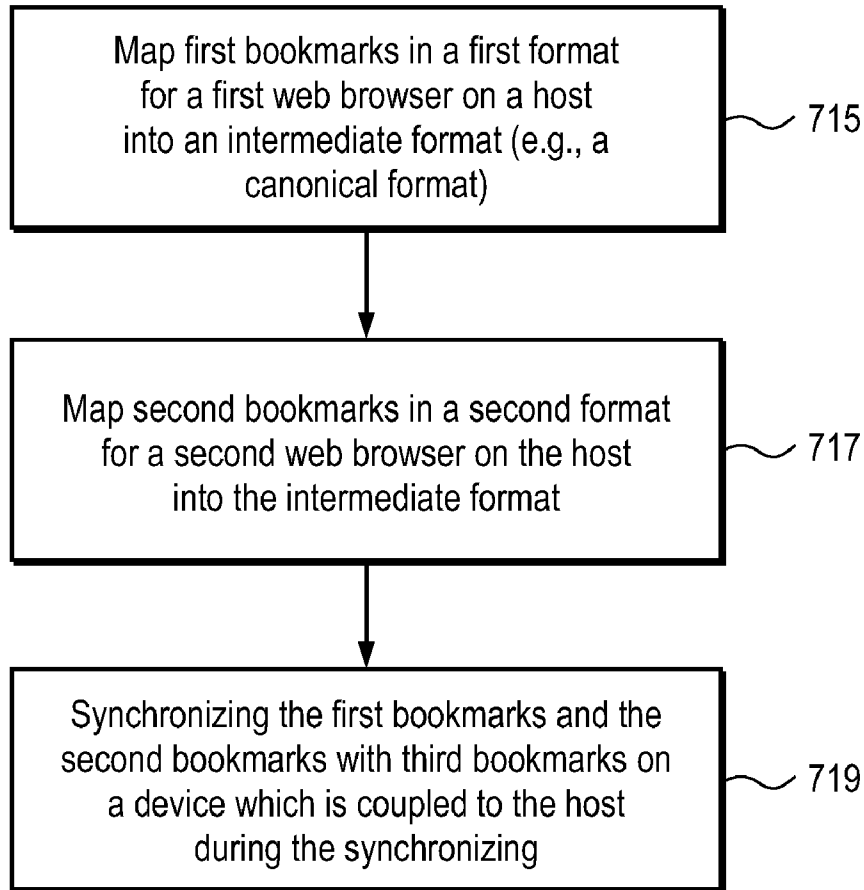 Map first bookmarks in a first format
for a first web browser on a host
into an intermediate format (e.g., a
canonical format)
715
Map second bookmarks in a second format
for a second web browser on the host
into the intermediate format
717
Synchronizing the first bookmarks and the
second bookmarks with third bookmarks on
a device which is coupled to the host
during the synchronizing
719